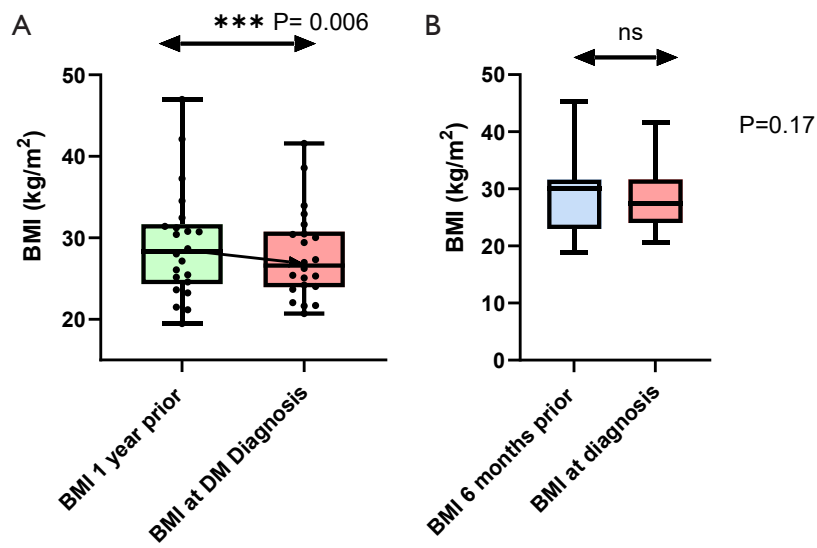 A
*** P= 0.006
BMI (kg/m²)
50
40
30
20
BMI 1 year prior
BMI at DM Diagnosis
B
ns
P=0.17
BMI (kg/m²)
50
40
30
20
10
0
BMI 6 months prior
BMI at diagnosis